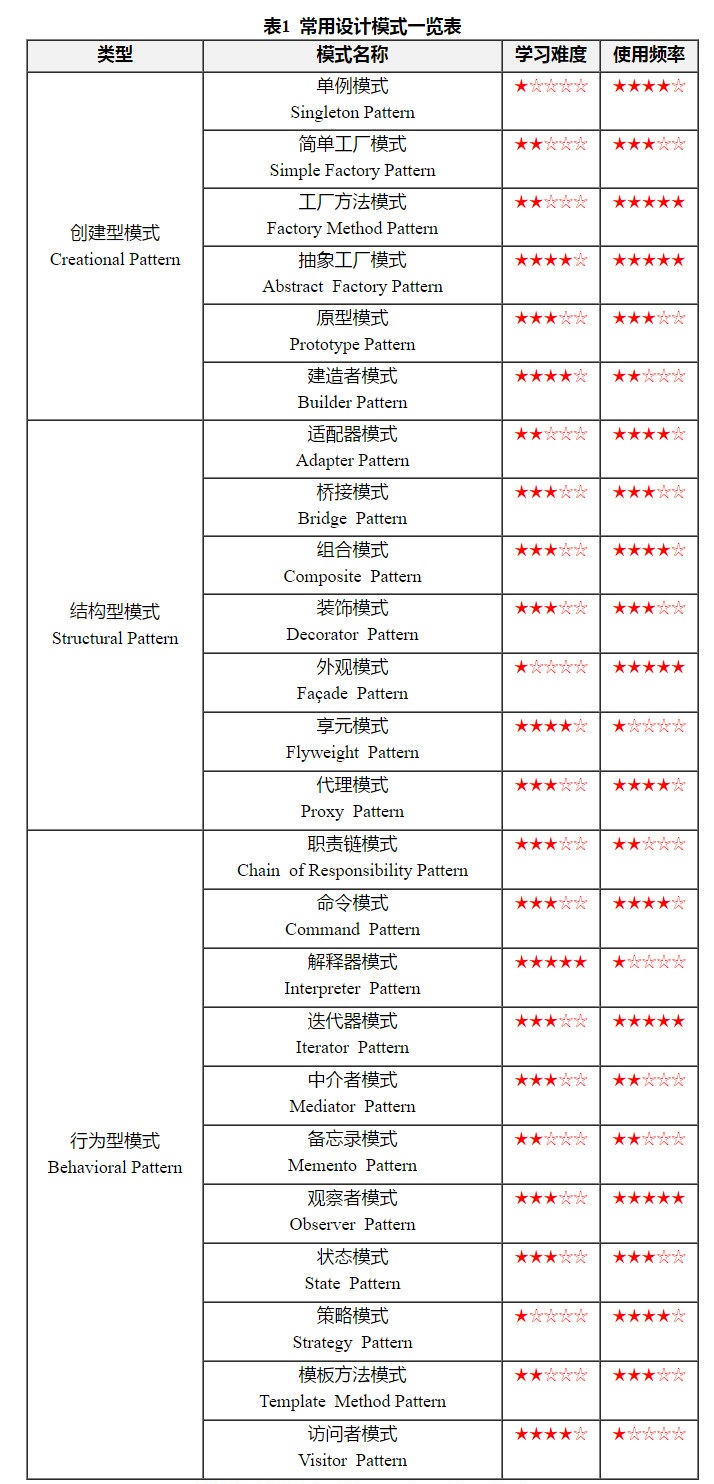 表1 常用设计模式一览表
类型 模式名称 学习难度 使用频率
创建型模式
Creational Pattern
单例模式 ★☆☆☆☆ ★★★★☆
Singleton Pattern
简单工厂模式 ★★☆☆☆ ★★★☆☆
Simple Factory Pattern
工厂方法模式 ★★☆☆☆ ★★★★★
Factory Method Pattern
抽象工厂模式 ★★★★☆ ★★★★★
Abstract Factory Pattern
原型模式 ★★★☆☆ ★★★☆☆
Prototype Pattern
建造者模式 ★★★★☆ ★★☆☆☆
Builder Pattern
结构型模式
Structural Pattern
适配器模式 ★★☆☆☆ ★★★★☆
Adapter Pattern
桥接模式 ★★★☆☆ ★★★☆☆
Bridge Pattern
组合模式 ★★★☆☆ ★★★★☆
Composite Pattern
装饰模式 ★★★☆☆ ★★★☆☆
Decorator Pattern
外观模式 ★☆☆☆☆ ★★★★★
Façade Pattern
享元模式 ★★★★☆ ★☆☆☆☆
Flyweight Pattern
代理模式 ★★★☆☆ ★★★★☆
Proxy Pattern
行为型模式
Behavioral Pattern
职责链模式 ★★★☆☆ ★★☆☆☆
Chain of Responsibility Pattern
命令模式 ★★★☆☆ ★★★★☆
Command Pattern
解释器模式 ★★★★★ ★☆☆☆☆
Interpreter Pattern
迭代器模式 ★★★☆☆ ★★★★★
Iterator Pattern
中介者模式 ★★★☆☆ ★★☆☆☆
Mediator Pattern
备忘录模式 ★★☆☆☆ ★★☆☆☆
Memento Pattern
观察者模式 ★★★☆☆ ★★★★★
Observer Pattern
状态模式 ★★★☆☆ ★★★☆☆
State Pattern
策略模式 ★☆☆☆☆ ★★★★☆
Strategy Pattern
模板方法模式 ★★☆☆☆ ★★★☆☆
Template Method Pattern
访问者模式 ★★★★☆ ★☆☆☆☆
Visitor Pattern